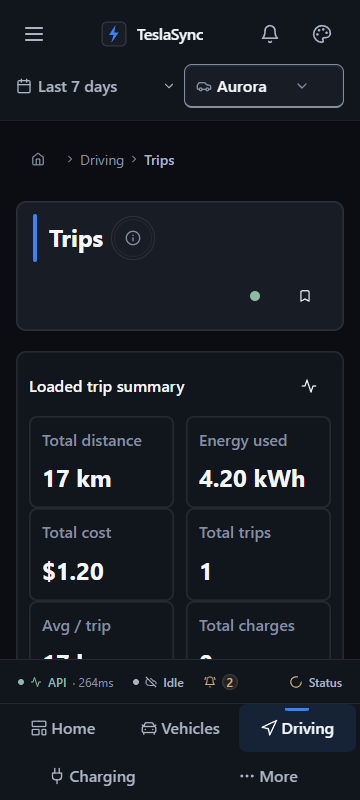 TeslaSync
Last 7 days
Aurora
Driving
Trips
Trips
Loaded trip summary
Total distance
Energy used
17 km
4.20 kWh
Total cost
Total trips
$1.20
1
Avg / trip
Total charges
API · 264ms
Idle
2
Status
Home
Vehicles
Driving
Charging
More